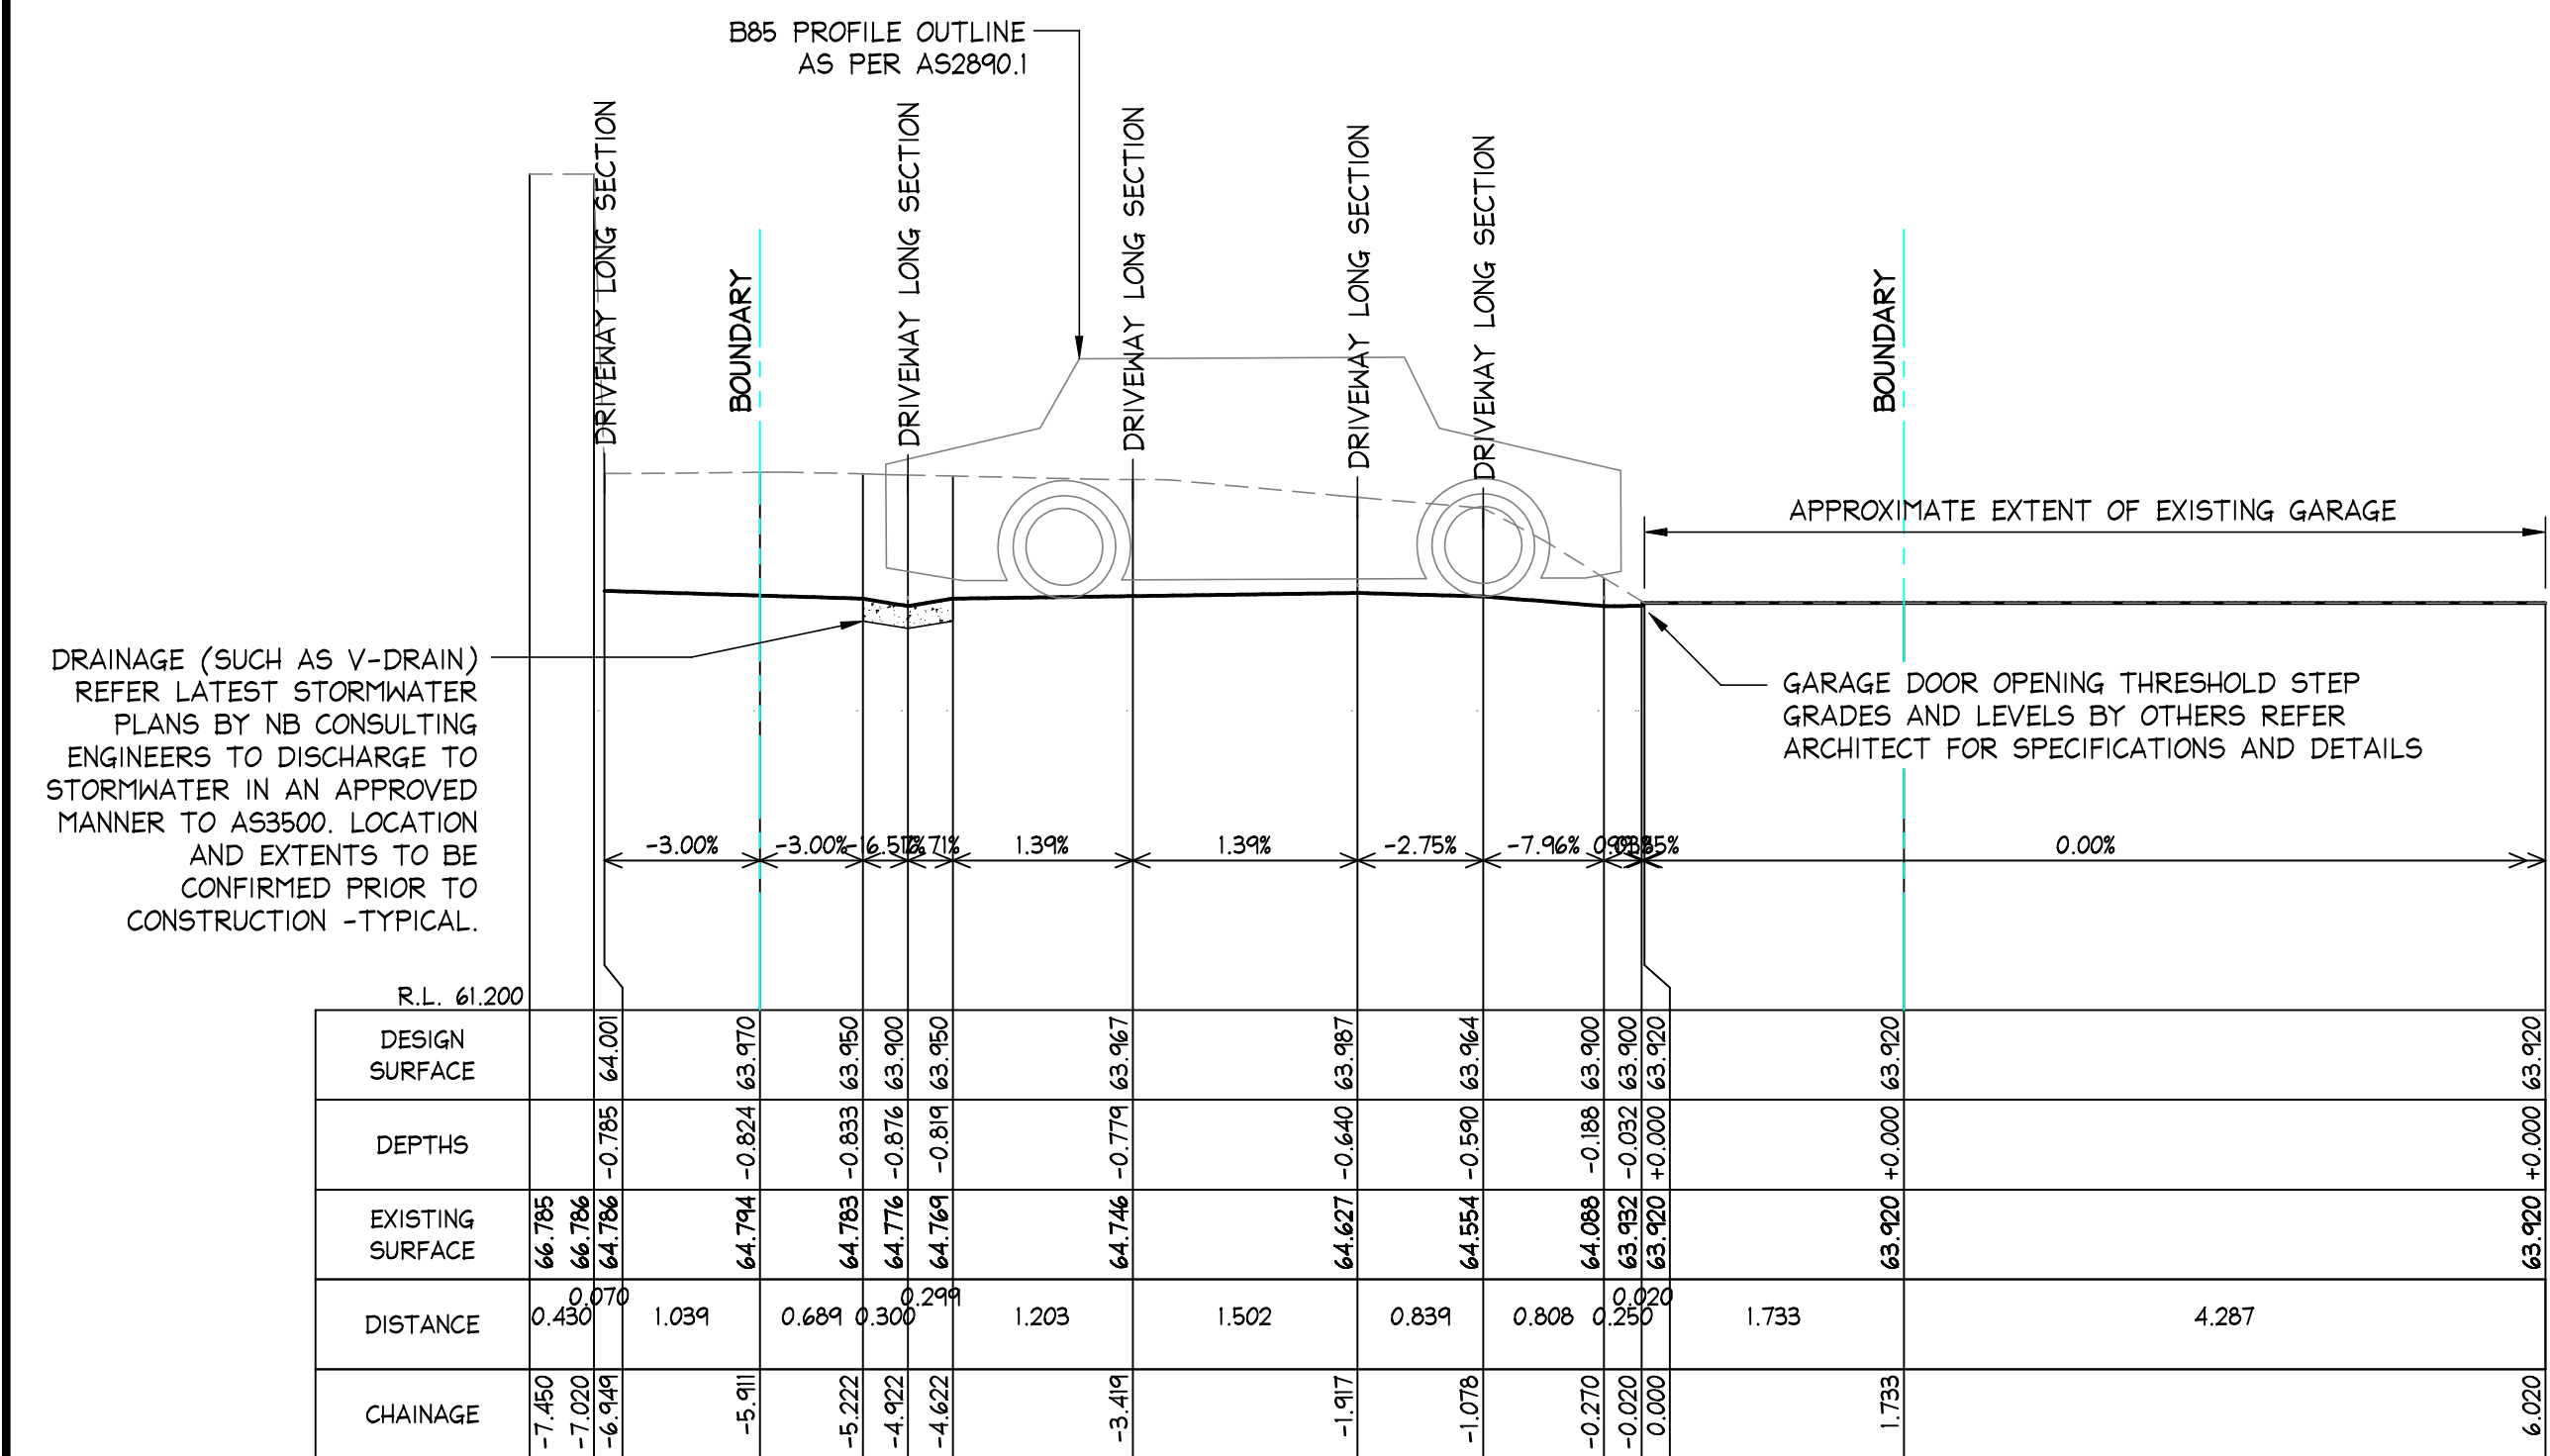 B85 PROFILE OUTLINE
AS PER AS2890.1
DRIVEWAY LONG SECTION
BOUNDARY
DRIVEWAY LONG SECTION
DRIVEWAY LONG SECTION
DRIVEWAY LONG SECTION
DRIVEWAY LONG SECTION
BOUNDARY
APPROXIMATE EXTENT OF EXISTING GARAGE
DRAINAGE (SUCH AS V-DRAIN)
REFER LATEST STORMWATER
PLANS BY NB CONSULTING
ENGINEERS TO DISCHARGE TO
STORMWATER IN AN APPROVED
MANNER TO AS3500. LOCATION
AND EXTENTS TO BE
CONFIRMED PRIOR TO
CONSTRUCTION -TYPICAL.
GARAGE DOOR OPENING THRESHOLD STEP
GRADES AND LEVELS BY OTHERS REFER
ARCHITECT FOR SPECIFICATIONS AND DETAILS
-3.00% -3.00% 1.39% 1.39% -2.75% -7.96% 0.00%
R.L. 61.200
DESIGN
SURFACE
64.001 63.970 63.950 63.900 63.950 63.967 63.987 63.964 63.900 63.900 63.920 63.920 63.920
DEPTHS
-0.785 -0.824 -0.833 -0.876 -0.819 -0.779 -0.640 -0.590 -0.188 -0.032 +0.000 +0.000 +0.000
EXISTING
SURFACE
66.785 66.786 64.786 64.794 64.783 64.776 64.769 64.746 64.627 64.554 64.088 63.932 63.920 63.920 63.920
DISTANCE
0.430 0.070 1.039 0.689 0.300 0.299 1.203 1.502 0.839 0.808 0.250 0.020 1.733 4.287
CHAINAGE
-7.450 -7.020 -6.949 -5.911 -5.222 -4.922 -4.622 -3.419 -1.917 -1.078 -0.270 -0.020 0.000 1.733 6.020